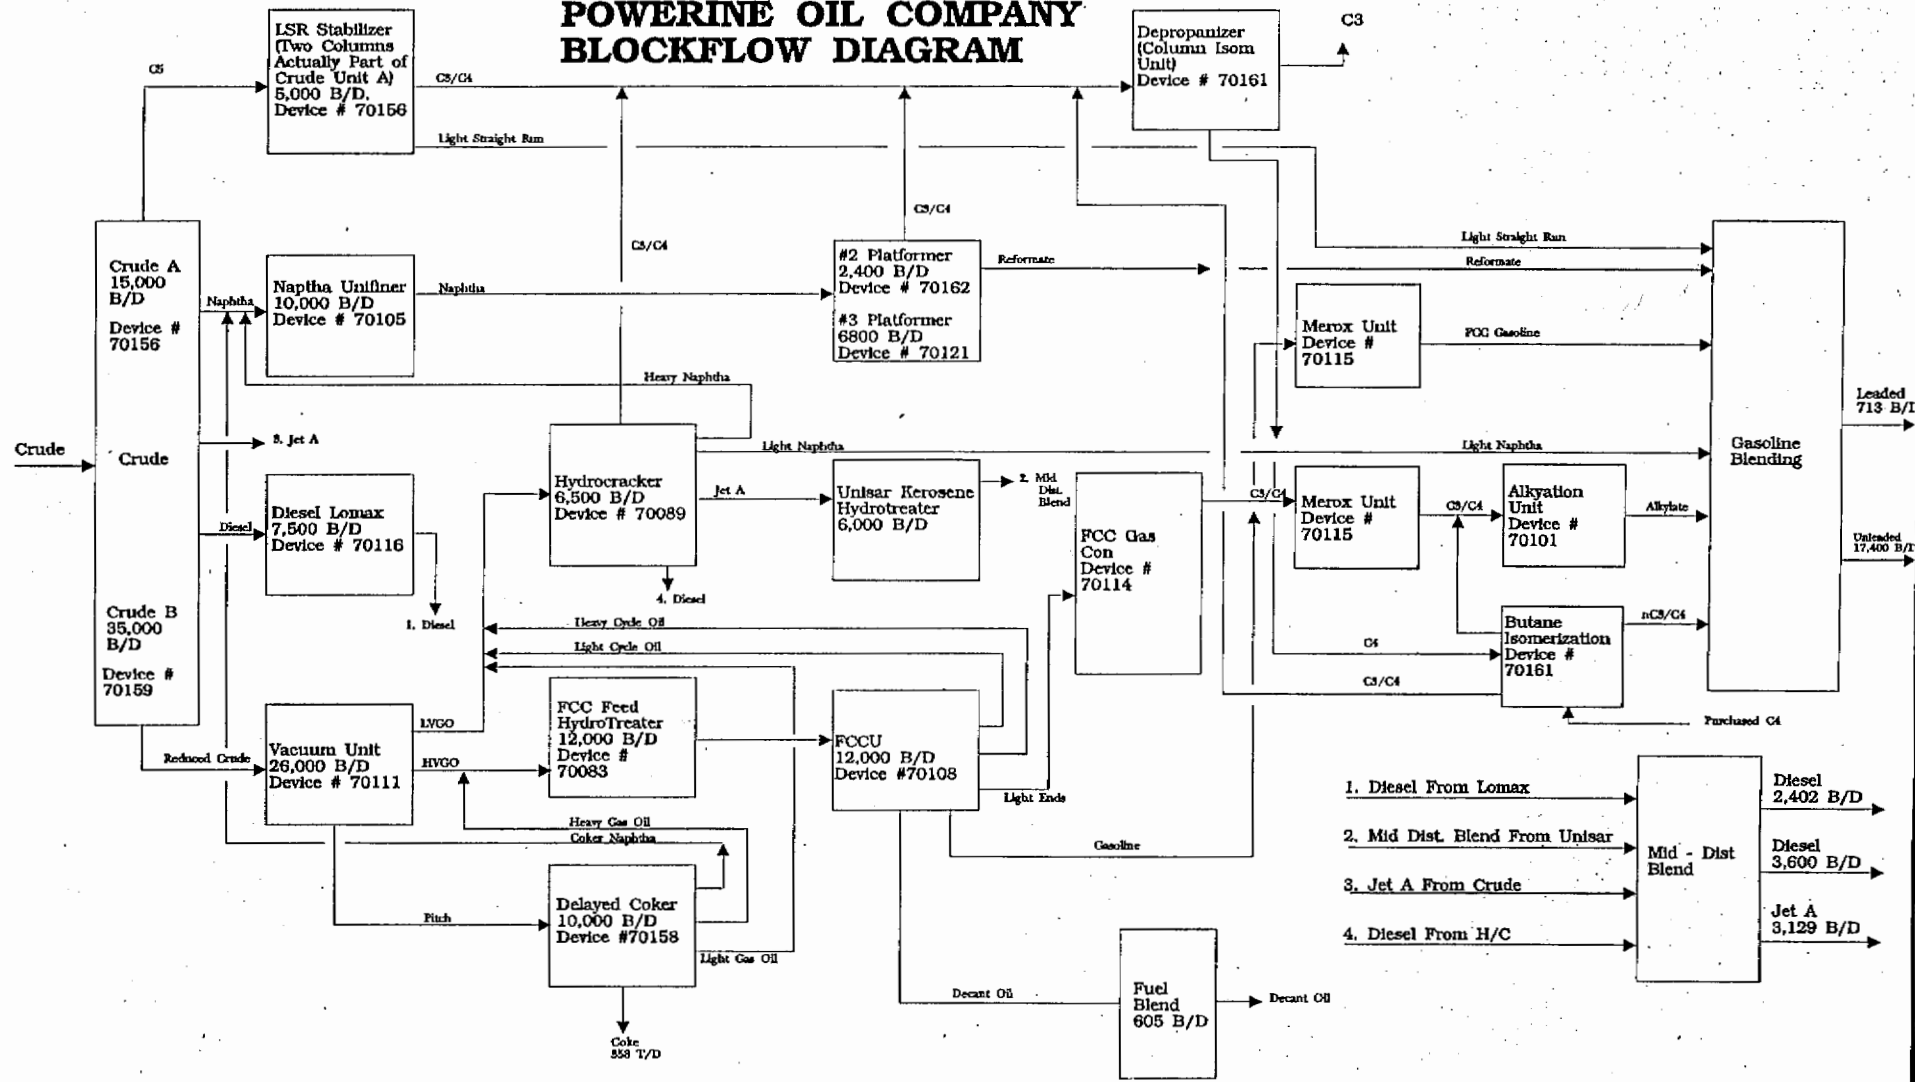 POWERINE OIL COMPANY
BLOCKFLOW DIAGRAM
LSR Stabilizer
(Two Columns
Actually Part of
Crude Unit A)
5,000 B/D,
Device # 70156
C5
C3/C4
Light Straight Run
Depropanizer
(Column Isom
Unit)
Device # 70161
C3
Crude A
15,000
B/D
Device #
70156
Crude
Crude
Crude B
35,000
B/D
Device #
70159
Naphtha
Naptha Unifiner
10,000 B/D
Device # 70105
Naphtha
C3/C4
C3/C4
#2 Platformer
2,400 B/D
Device # 70162
#3 Platformer
6800 B/D
Device # 70121
Reformate
Light Straight Run
Reformate
Merox Unit
Device #
70115
FCC Gasoline
Heavy Naphtha
3. Jet A
Light Naphtha
Light Naphtha
Gasoline
Blending
Leaded
713 B/D
Unleaded
17,400 B/D
Diesel
Diesel Lomax
7,500 B/D
Device # 70116
1. Diesel
Hydrocracker
6,500 B/D
Device # 70089
4. Diesel
Jet A
Unisar Kerosene
Hydrotreater
6,000 B/D
2. Mid
Dist.
Blend
FCC Gas
Con
Device #
70114
C3/C4
Merox Unit
Device #
70115
C3/C4
Alkyation
Unit
Device #
70101
Alkylate
Heavy Cycle Oil
Light Cycle Oil
Butane
Isomerization
Device #
70161
nC3/C4
C4
C3/C4
Purchased C4
Reduced Crude
Vacuum Unit
26,000 B/D
Device # 70111
LVGO
HVGO
FCC Feed
HydroTreater
12,000 B/D
Device #
70083
FCCU
12,000 B/D
Device #70108
Light Ends
Heavy Gas Oil
Coker Naphtha
Gasoline
Pitch
Delayed Coker
10,000 B/D
Device #70158
Light Gas Oil
Coke
T/D
Decant Oil
Fuel
Blend
605 B/D
Decant Oil
1. Diesel From Lomax
2. Mid Dist. Blend From Unisar
3. Jet A From Crude
4. Diesel From H/C
Mid - Dist
Blend
Diesel
2,402 B/D
Diesel
3,600 B/D
Jet A
3,129 B/D